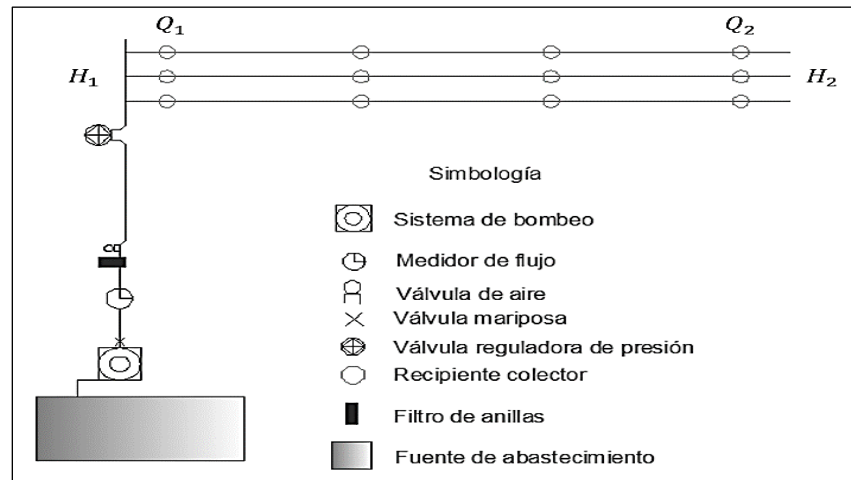 Q₁ Q₂
H₁ H₂
Simbología
Sistema de bombeo
Medidor de flujo
Válvula de aire
Válvula mariposa
Válvula reguladora de presión
Recipiente colector
Filtro de anillas
Fuente de abastecimiento